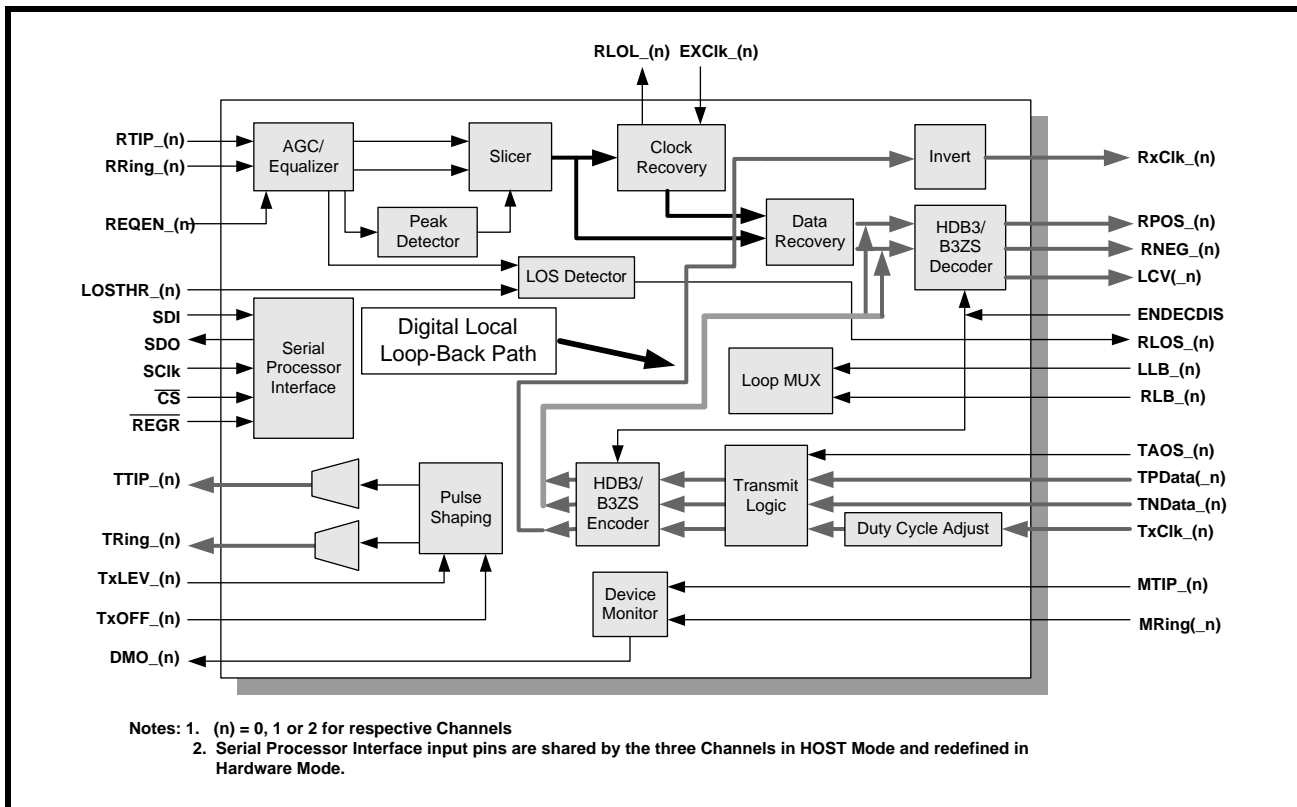 RLOL_(n) EXClk_(n)
RTIP_(n)
RRing_(n)
REQEN_(n)
LOSTHR_(n)
SDI
SDO
SClk
CS
REGR
TTIP_(n)
TRing_(n)
TxLEV_(n)
TxOFF_(n)
DMO_(n)
AGC/
Equalizer
Slicer
Clock
Recovery
Invert
Peak
Detector
Data
Recovery
HDB3/
B3ZS
Decoder
LOS Detector
Serial
Processor
Interface
Digital Local
Loop-Back Path
Loop MUX
Pulse
Shaping
HDB3/
B3ZS
Encoder
Transmit
Logic
Duty Cycle Adjust
Device
Monitor
RxClk_(n)
RPOS_(n)
RNEG_(n)
LCV(_n)
ENDECDIS
RLOS_(n)
LLB_(n)
RLB_(n)
TAOS_(n)
TPData(_n)
TNData_(n)
TxClk_(n)
MTIP_(n)
MRing(_n)
Notes: 1. (n) = 0, 1 or 2 for respective Channels
2. Serial Processor Interface input pins are shared by the three Channels in HOST Mode and redefined in
Hardware Mode.